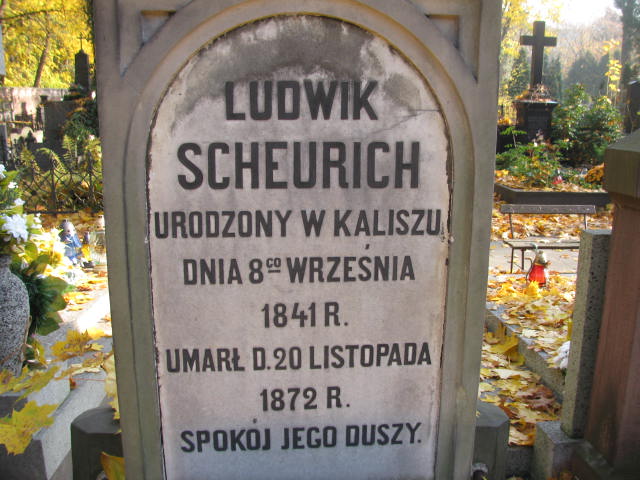 LUDWIK
SCHEURICH
URODZONY W KALISZU
DNIA 8GO WRZEŚNIA
1841 R.
UMARŁ D. 20 LISTOPADA
1872 R.
SPOKÓJ JEGO DUSZY.